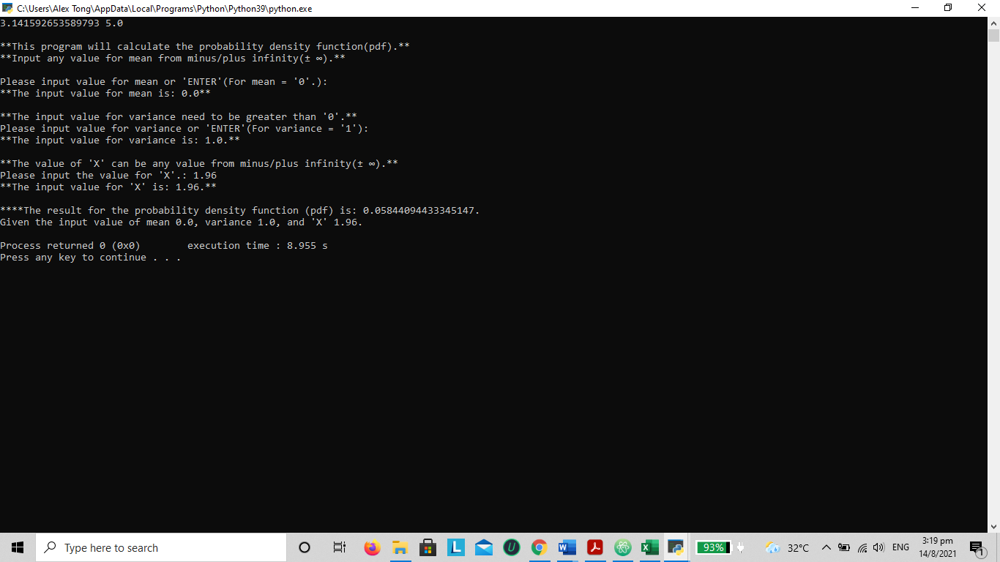 C:\Users\Alex Tong\AppData\Local\Programs\Python\Python39\python.exe
3.141592653589793 5.0
**This program will calculate the probability density function(pdf).**
**Input any value for mean from minus/plus infinity(± ∞).**
Please input value for mean or 'ENTER'(For mean = '0'.):
**The input value for mean is: 0.0**
**The input value for variance need to be greater than '0'.**
Please input value for variance or 'ENTER'(For variance = '1'):
**The input value for variance is: 1.0.**
**The value of 'X' can be any value from minus/plus infinity(± ∞).**
Please input the value for 'X'.: 1.96
**The input value for 'X' is: 1.96.**
****The result for the probability density function (pdf) is: 0.05844094433345147.
Given the input value of mean 0.0, variance 1.0, and 'X' 1.96.
Process returned 0 (0x0)        execution time : 8.955 s
Press any key to continue . . .
Type here to search
L
U
W
X
93%
32°C
ENG
3:19 pm
14/8/2021
1